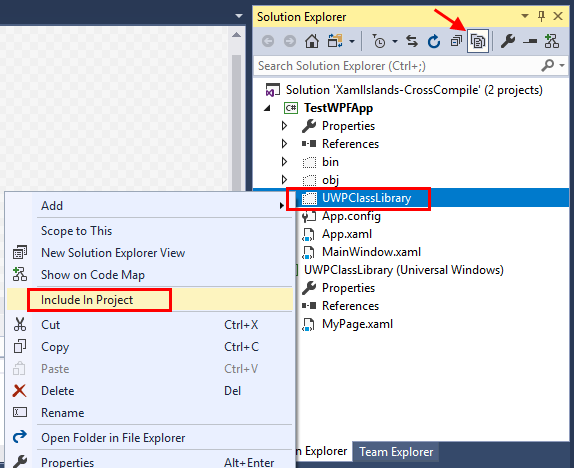 Solution Explorer
Search Solution Explorer (Ctrl+;)
Solution 'XamlIslands-CrossCompile' (2 projects)
C# TestWPFApp
Properties
References
bin
obj
UWPClassLibrary
App.config
App.xaml
MainWindow.xaml
UWPClassLibrary (Universal Windows)
Properties
References
MyPage.xaml
Add
Scope to This
New Solution Explorer View
Show on Code Map
Include In Project
Cut Ctrl+X
Copy Ctrl+C
Paste Ctrl+V
Delete Del
Rename
Open Folder in File Explorer
Properties Alt+Enter
n Explorer Team Explorer